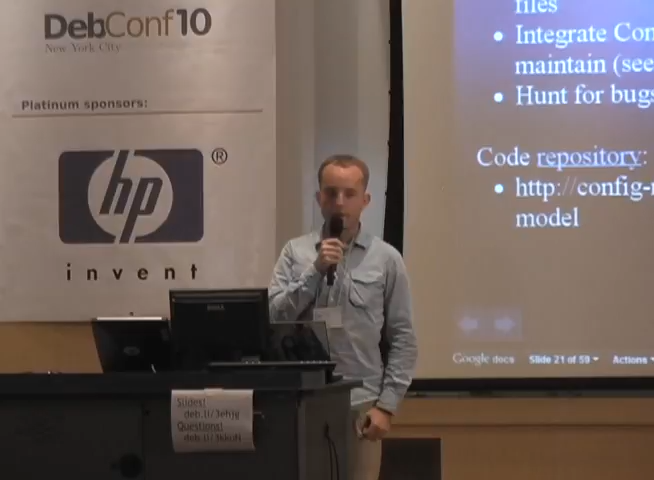 DebConf10
New York City
Platinum sponsors:
hp
®
invent
files
• Integrate Con
maintain (see
• Hunt for bugs
Code repository:
• http://config-
model
Google docs
Slide 21 of 59
Actions
DELL
Slides:
Questions: